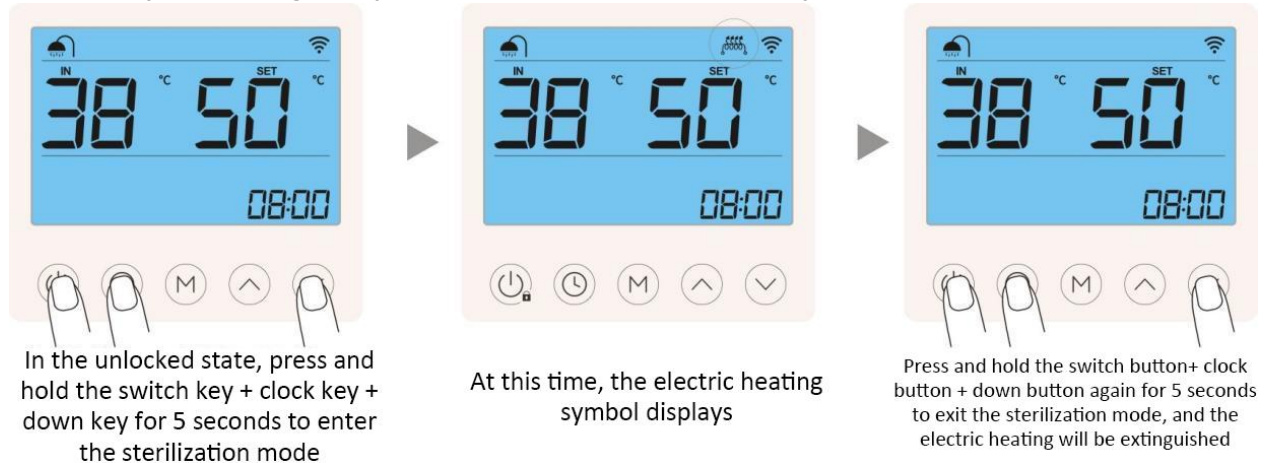 IN
SET
38 °C 50 °C
08:00
M
In the unlocked state, press and
hold the switch key + clock key +
down key for 5 seconds to enter
the sterilization mode
IN
SET
38 °C 50 °C
08:00
M
At this time, the electric heating
symbol displays
IN
SET
38 °C 50 °C
08:00
M
Press and hold the switch button+ clock
button + down button again for 5 seconds
to exit the sterilization mode, and the
electric heating will be extinguished